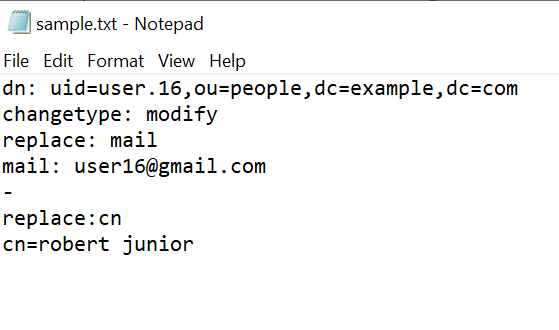 sample.txt - Notepad
File Edit Format View Help
dn: uid=user.16,ou=people,dc=example,dc=com
changetype: modify
replace: mail
mail: user16@gmail.com
-
replace:cn
cn=robert junior